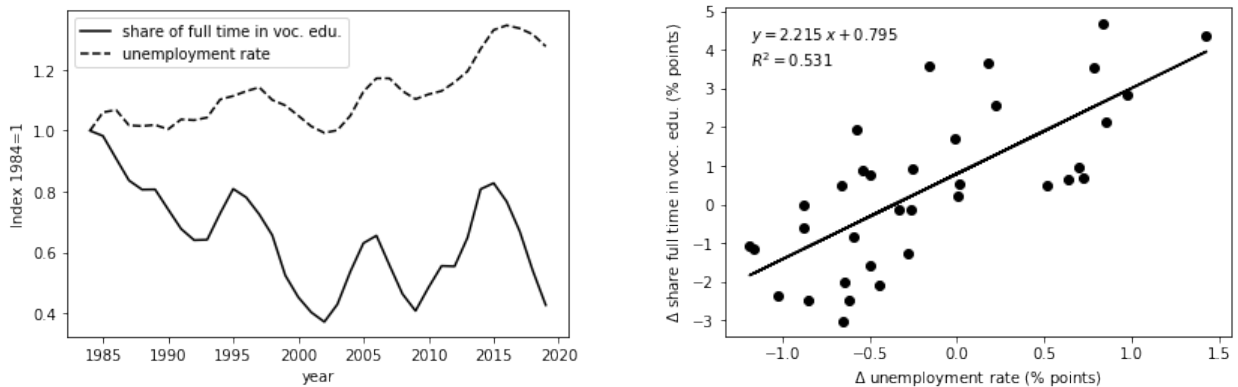 share of full time in voc. edu.
unemployment rate
1.2
1.0
0.8
0.6
0.4
Index 1984=1
1985 1990 1995 2000 2005 2010 2015 2020
year
y = 2.215 x + 0.795
R² = 0.531
5
4
3
2
1
0
−1
−2
−3
Δ share full time in voc. edu. (% points)
−1.0 −0.5 0.0 0.5 1.0 1.5
Δ unemployment rate (% points)